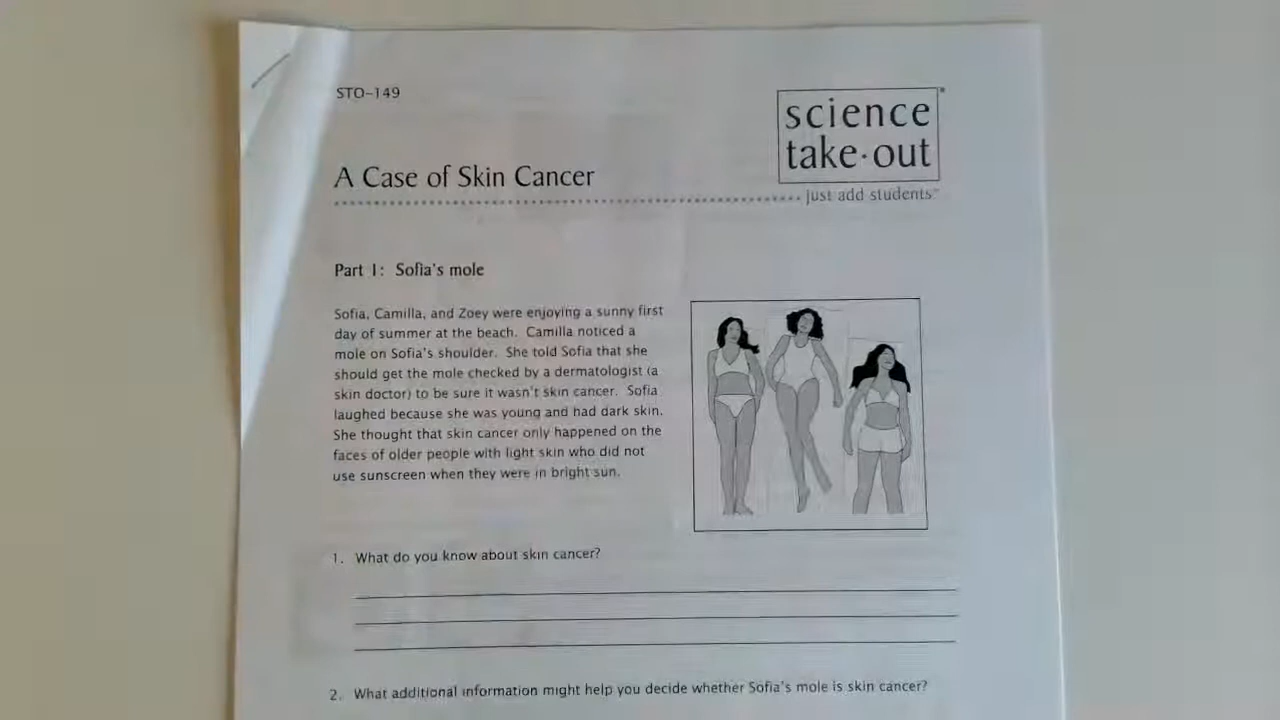 STO-149
science
take·out®
just add students™
A Case of Skin Cancer
Part 1: Sofia's mole
Sofia, Camilla, and Zoey were enjoying a sunny first
day of summer at the beach. Camilla noticed a
mole on Sofia's shoulder. She told Sofia that she
should get the mole checked by a dermatologist (a
skin doctor) to be sure it wasn't skin cancer. Sofia
laughed because she was young and had dark skin.
She thought that skin cancer only happened on the
faces of older people with light skin who did not
use sunscreen when they were in bright sun.
1. What do you know about skin cancer?
2. What additional information might help you decide whether Sofia's mole is skin cancer?